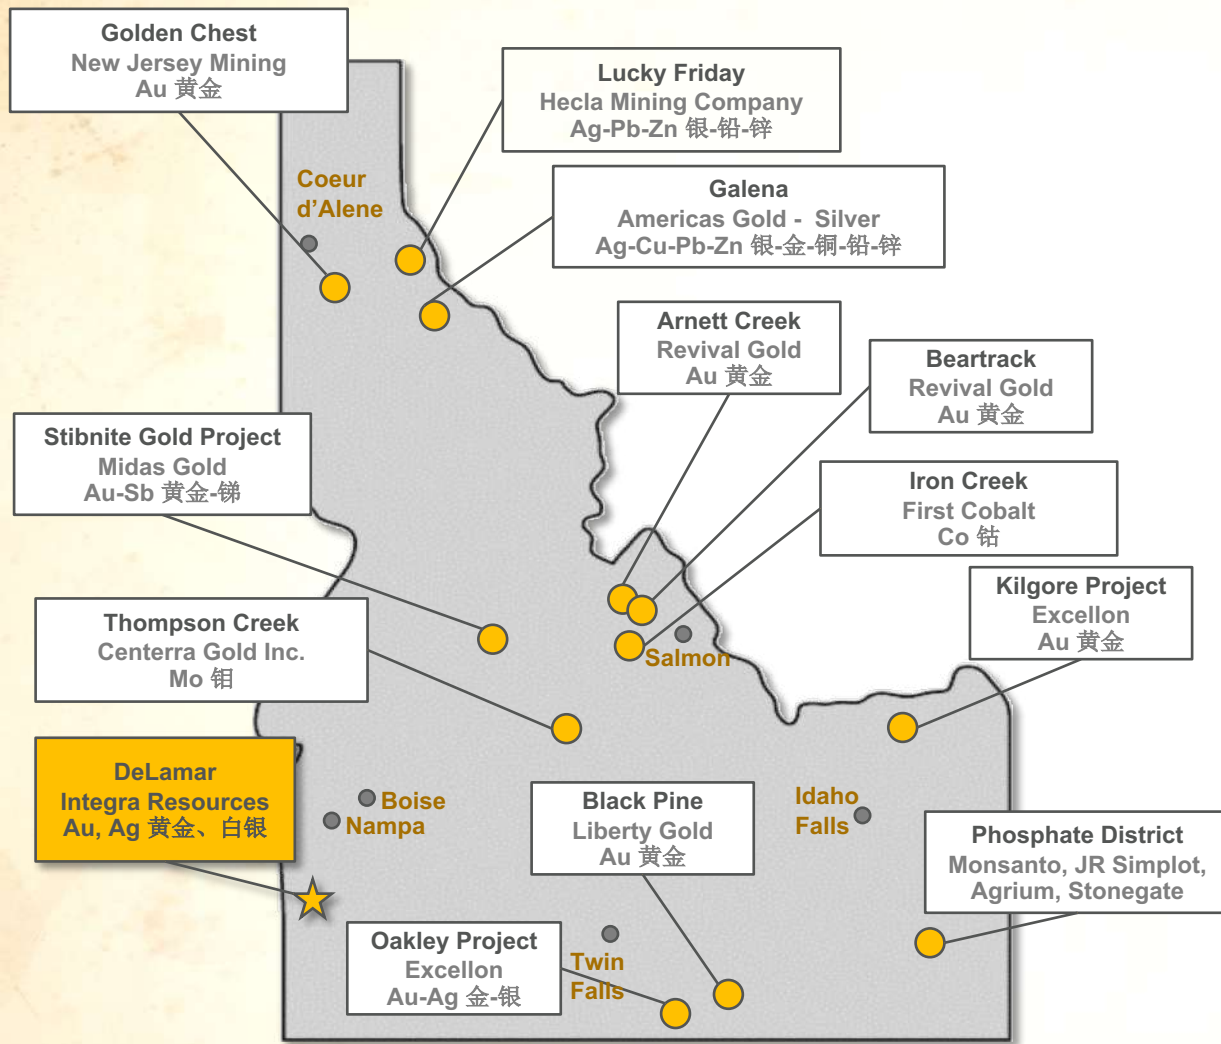 Golden Chest
New Jersey Mining
Au 黄金
Lucky Friday
Hecla Mining Company
Ag-Pb-Zn 银-铅-锌
Coeur
d’Alene
Galena
Americas Gold - Silver
Ag-Cu-Pb-Zn 银-金-铜-铅-锌
Arnett Creek
Revival Gold
Au 黄金
Beartrack
Revival Gold
Au 黄金
Stibnite Gold Project
Midas Gold
Au-Sb 黄金-锑
Iron Creek
First Cobalt
Co 钴
Kilgore Project
Excellon
Au 黄金
Thompson Creek
Centerra Gold Inc.
Mo 钼
Salmon
DeLamar
Integra Resources
Au, Ag 黄金、白银
Boise
Nampa
Black Pine
Liberty Gold
Au 黄金
Idaho
Falls
Phosphate District
Monsanto, JR Simplot,
Agrium, Stonegate
Oakley Project
Excellon
Au-Ag 金-银
Twin
Falls